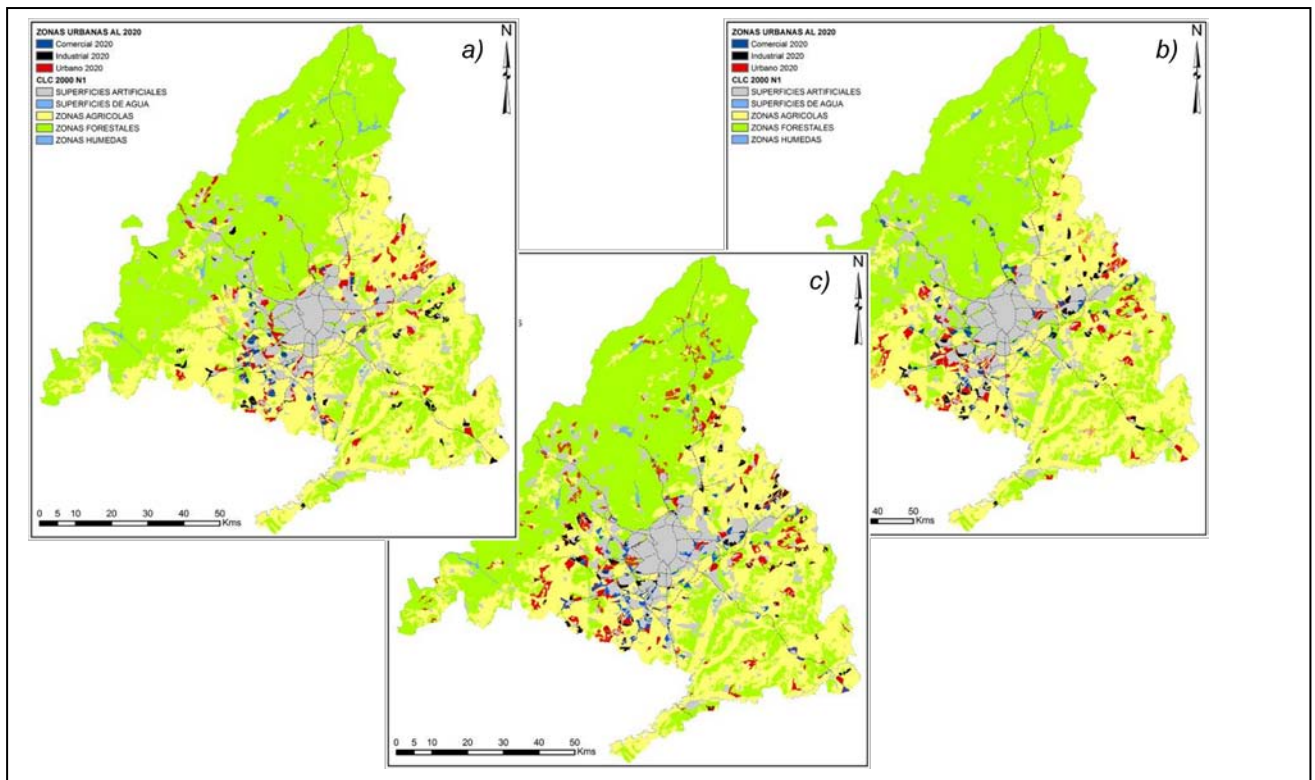 ZONAS URBANAS AL 2020
Comercial 2020
Industrial 2020
Urbano 2020
CLC 2000 N1
SUPERFICIES ARTIFICIALES
SUPERFICIES DE AGUA
ZONAS AGRICOLAS
ZONAS FORESTALES
ZONAS HUMEDAS
a)
N
0 5 10 20 30 40 50
Kms
ZONAS URBANAS AL 2020
Comercial 2020
Industrial 2020
Urbano 2020
CLC 2000 N1
SUPERFICIES ARTIFICIALES
SUPERFICIES DE AGUA
ZONAS AGRICOLAS
ZONAS FORESTALES
ZONAS HUMEDAS
b)
N
40 50
Kms
c)
N
s
0 5 10 20 30 40 50
Kms